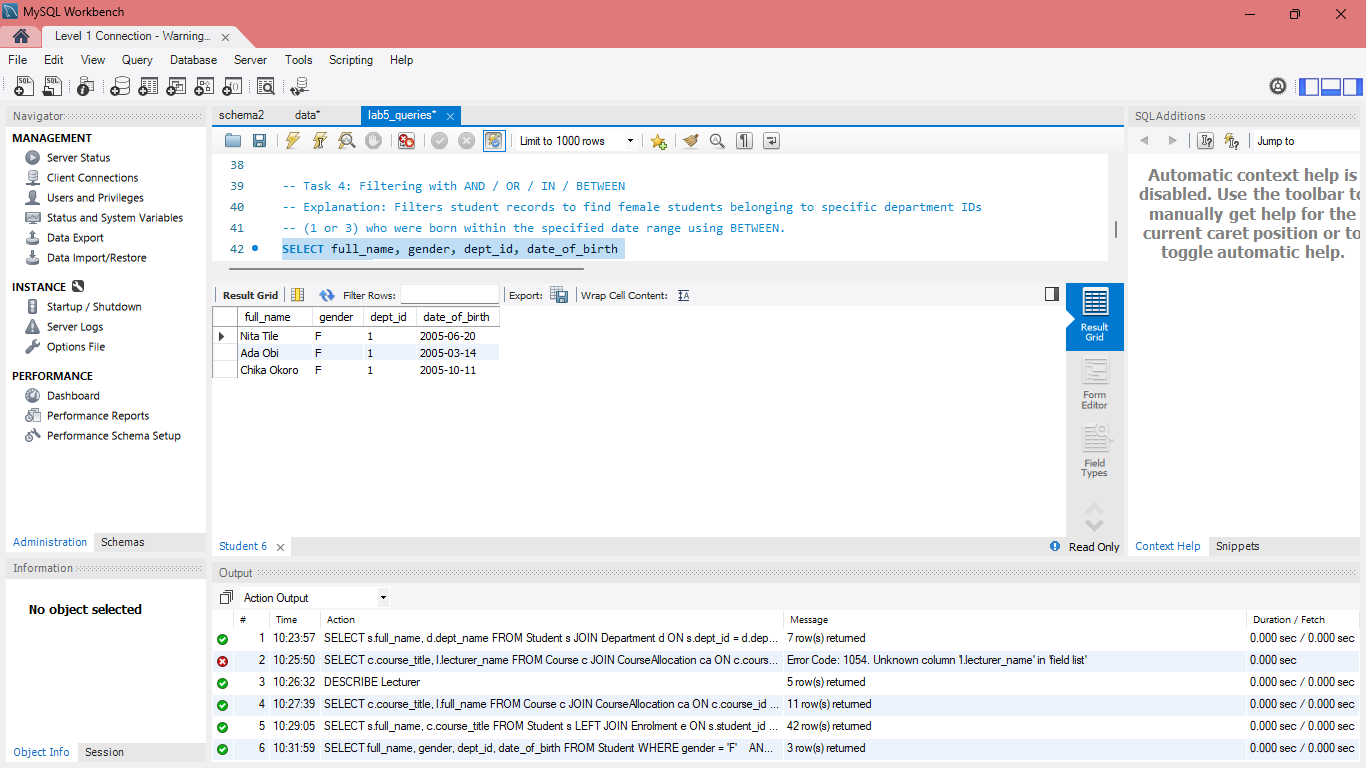 MySQL Workbench
Level 1 Connection - Warning...
File Edit View Query Database Server Tools Scripting Help
Navigator
MANAGEMENT
Server Status
Client Connections
Users and Privileges
Status and System Variables
Data Export
Data Import/Restore
INSTANCE
Startup / Shutdown
Server Logs
Options File
PERFORMANCE
Dashboard
Performance Reports
Performance Schema Setup
Administration Schemas
Information
No object selected
Object Info Session
schema2 data* lab5_queries*
Limit to 1000 rows
38
39 -- Task 4: Filtering with AND / OR / IN / BETWEEN
40 -- Explanation: Filters student records to find female students belonging to specific department IDs
41 -- (1 or 3) who were born within the specified date range using BETWEEN.
42 SELECT full_name, gender, dept_id, date_of_birth
Result Grid Filter Rows: Export: Wrap Cell Content:
full_name gender dept_id date_of_birth
Nita Tile F 1 2005-06-20
Ada Obi F 1 2005-03-14
Chika Okoro F 1 2005-10-11
Result
Grid
Form
Editor
Field
Types
Student 6 Read Only
SQLAdditions
Jump to
Automatic context help is
disabled. Use the toolbar to
manually get help for the
current caret position or to
toggle automatic help.
Context Help Snippets
Output
Action Output
# Time Action Message Duration / Fetch
1 10:23:57 SELECT s.full_name, d.dept_name FROM Student s JOIN Department d ON s.dept_id = d.dep... 7 row(s) returned 0.000 sec / 0.000 sec
2 10:25:50 SELECT c.course_title, l.lecturer_name FROM Course c JOIN CourseAllocation ca ON c.cours... Error Code: 1054. Unknown column 'l.lecturer_name' in 'field list' 0.000 sec
3 10:26:32 DESCRIBE Lecturer 5 row(s) returned 0.000 sec / 0.000 sec
4 10:27:39 SELECT c.course_title, l.full_name FROM Course c JOIN CourseAllocation ca ON c.course_id ... 11 row(s) returned 0.000 sec / 0.000 sec
5 10:29:05 SELECT s.full_name, c.course_title FROM Student s LEFT JOIN Enrolment e ON s.student_id ... 42 row(s) returned 0.000 sec / 0.000 sec
6 10:31:59 SELECT full_name, gender, dept_id, date_of_birth FROM Student WHERE gender = 'F' AN... 3 row(s) returned 0.000 sec / 0.000 sec